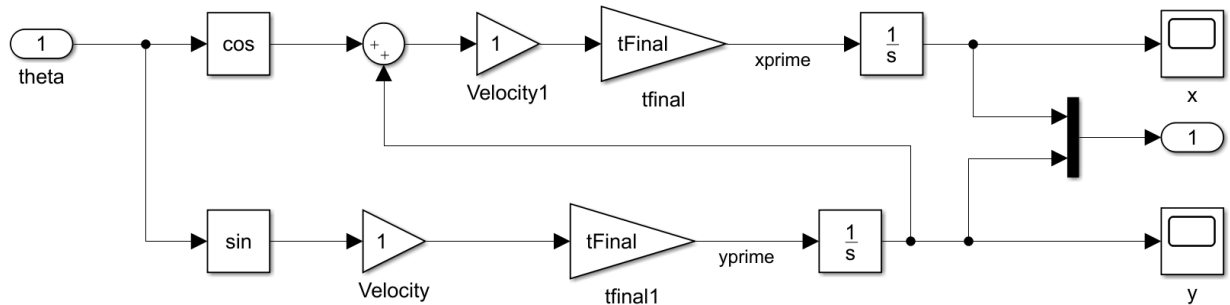 1
theta
cos
+
+
1
Velocity1
tFinal
tfinal
xprime
1
s
x
1
sin
1
Velocity
tFinal
tfinal1
yprime
1
s
y